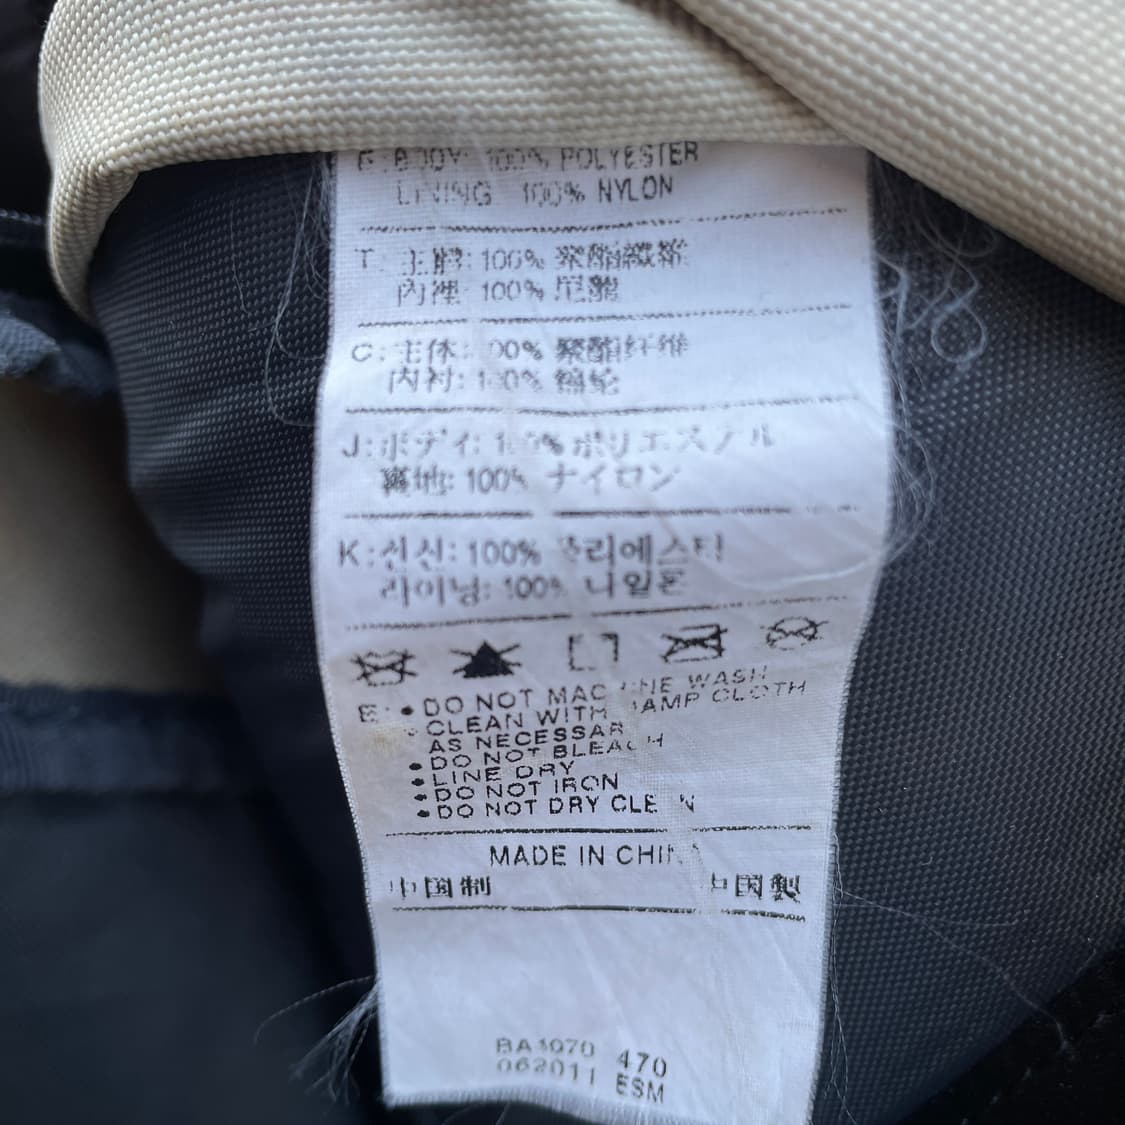 E: BODY: 100% POLYESTER
LINING 100% NYLON
T. 主體: 100% 聚酯纖維
內裡: 100% 尼龍
C: 主体: 100% 聚酯纤维
内衬: 100% 锦纶
J: ボディ: 100% ポリエステル
裏地: 100% ナイロン
K: 신신: 100% 폴리에스터
라이닝: 100% 나일론
E: • DO NOT MACHINE WASH
• CLEAN WITH DAMP CLOTH
AS NECESSARY
• DO NOT BLEACH
• LINE DRY
• DO NOT IRON
• DO NOT DRY CLEAN
MADE IN CHINA
中国制 中国製
BA4070 470
062011 ESM